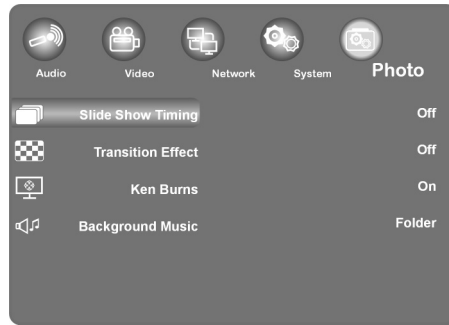 Audio Video Network System Photo
Slide Show Timing Off
Transition Effect Off
Ken Burns On
Background Music Folder